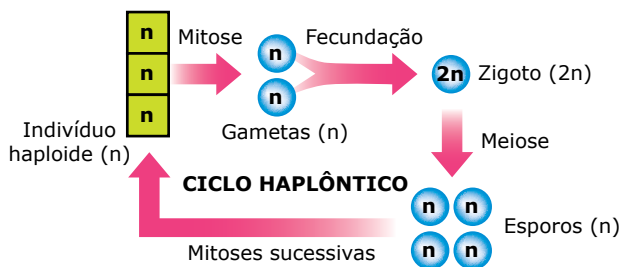 n
n
n
Mitose
n
n
Gametas (n)
Fecundação
2n
Zigoto (2n)
Meiose
Indivíduo
haploide (n)
CICLO HAPLÔNTICO
n n
n n
Esporos (n)
Mitoses sucessivas